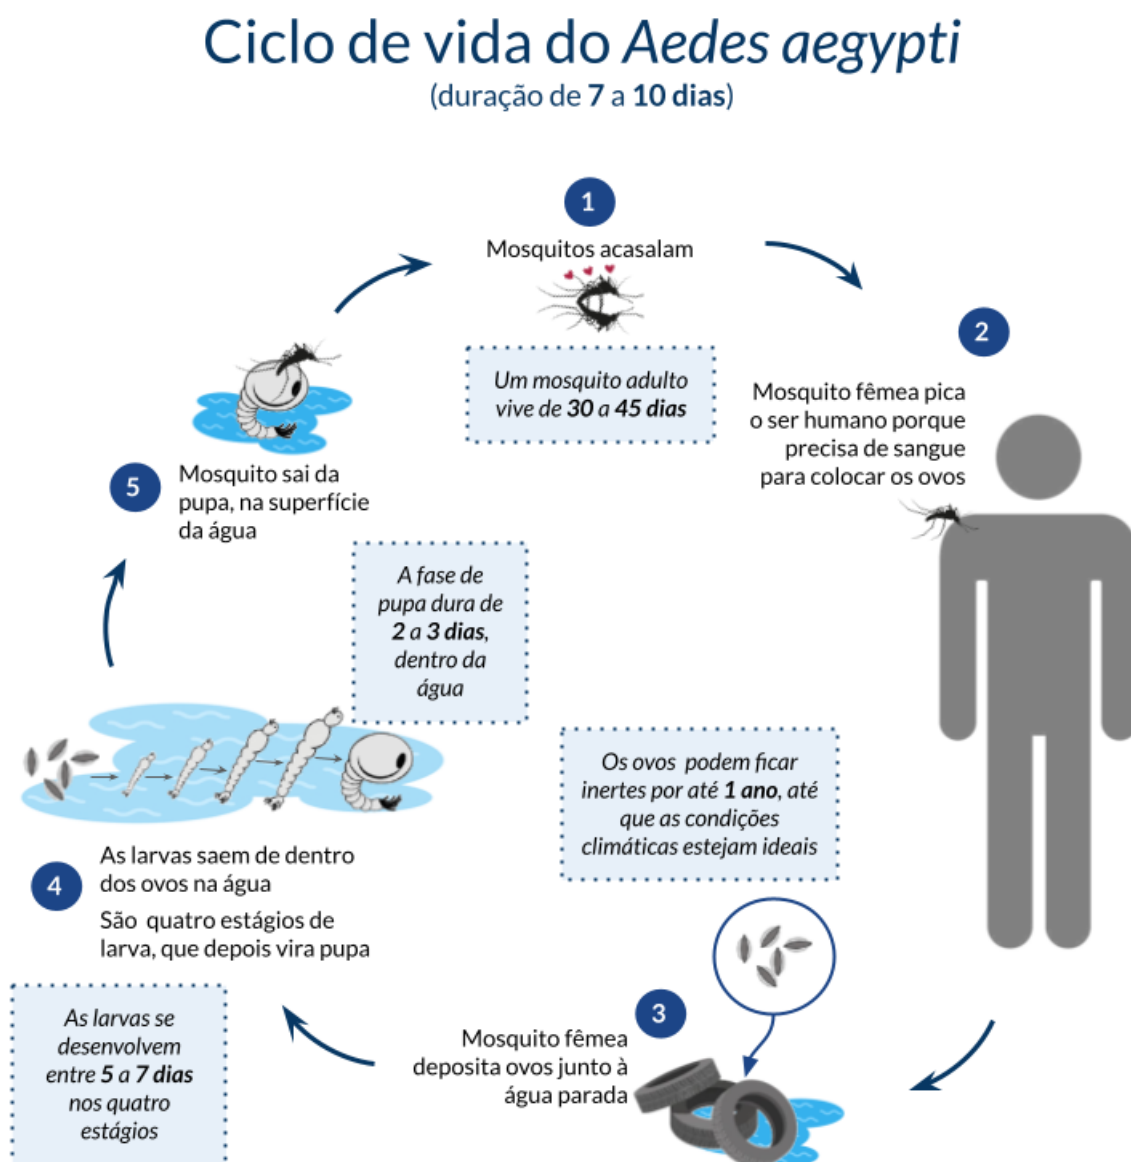 Ciclo de vida do Aedes aegypti
(duração de 7 a 10 dias)
1
Mosquitos acasalam
Um mosquito adulto
vive de 30 a 45 dias
2
Mosquito fêmea pica
o ser humano porque
precisa de sangue
para colocar os ovos
Os ovos podem ficar
inertes por até 1 ano, até
que as condições
climáticas estejam ideais
3
Mosquito fêmea
deposita ovos junto à
água parada
4
As larvas saem de dentro
dos ovos na água
São quatro estágios de
larva, que depois vira pupa
As larvas se
desenvolvem
entre 5 a 7 dias
nos quatro
estágios
A fase de
pupa dura de
2 a 3 dias,
dentro da
água
5
Mosquito sai da
pupa, na superfície
da água